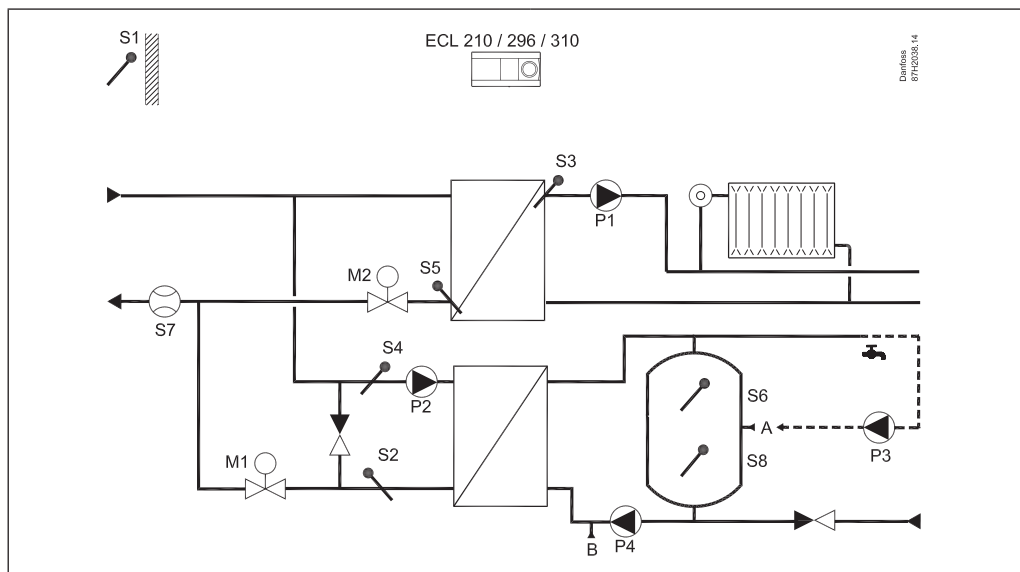 S1
ECL 210 / 296 / 310
Danfoss
87H2038.14
S3
P1
M2
S5
S7
S4
P2
S6
A
P3
S8
M1
S2
B
P4